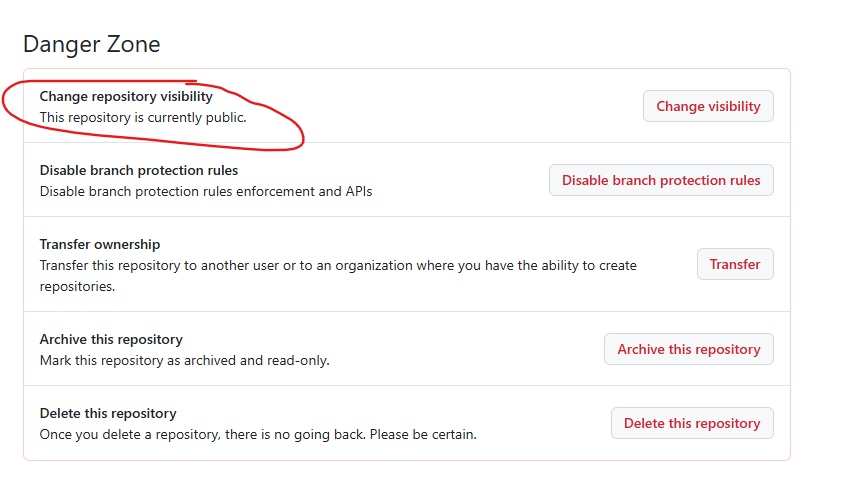 Danger Zone
Change repository visibility
This repository is currently public.
Change visibility
Disable branch protection rules
Disable branch protection rules enforcement and APIs
Disable branch protection rules
Transfer ownership
Transfer this repository to another user or to an organization where you have the ability to create
repositories.
Transfer
Archive this repository
Mark this repository as archived and read-only.
Archive this repository
Delete this repository
Once you delete a repository, there is no going back. Please be certain.
Delete this repository